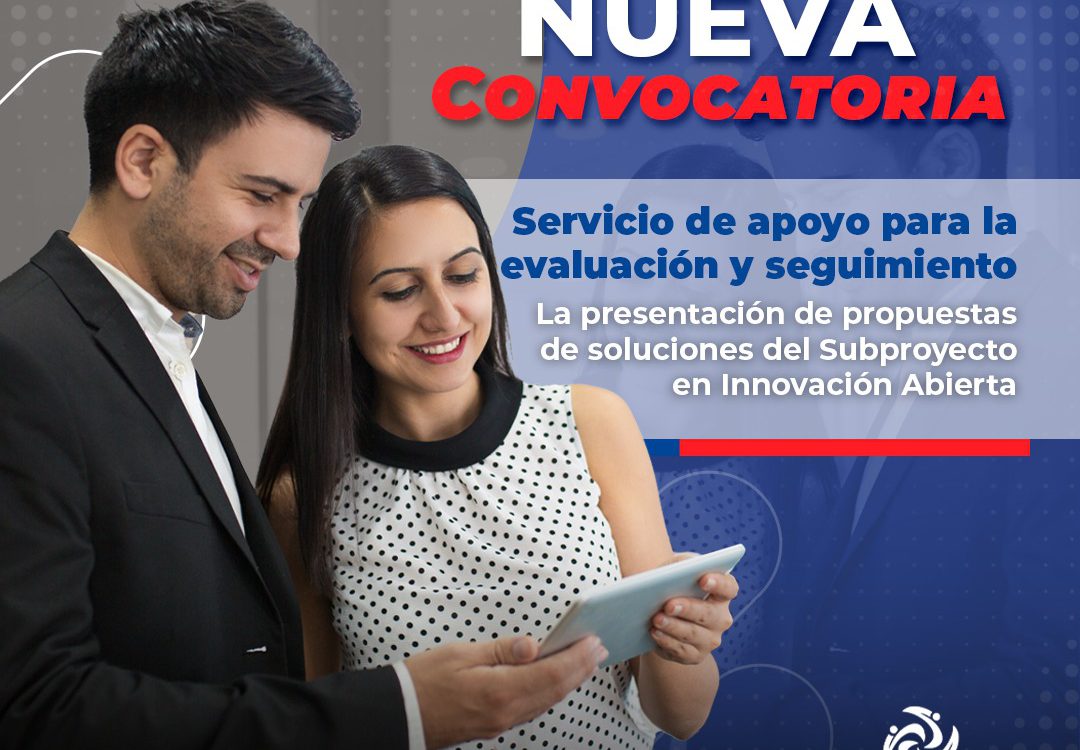 NUEVA
CONVOCATORIA
Servicio de apoyo para la
evaluación y seguimiento
La presentación de propuestas
de soluciones del Subproyecto
en Innovación Abierta